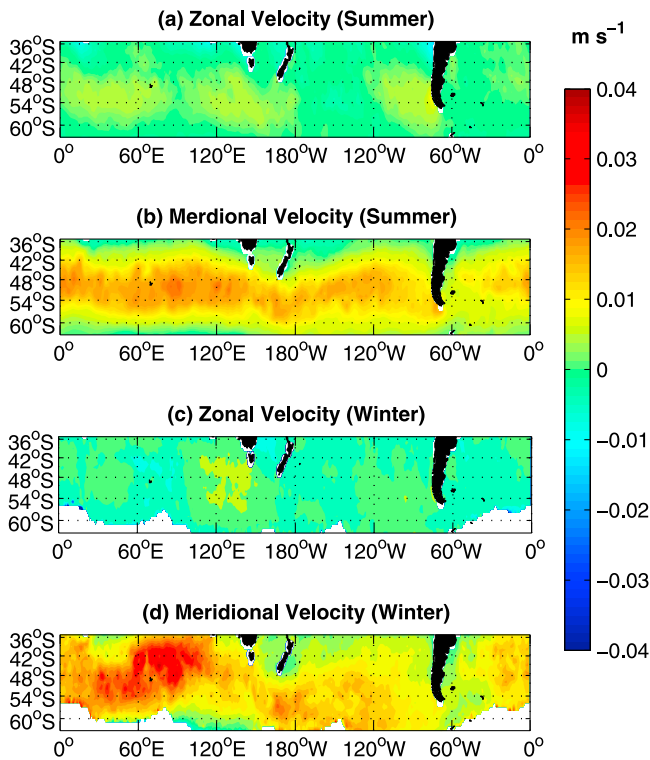 (a) Zonal Velocity (Summer)
m s⁻¹
36°S
42°S
48°S
54°S
60°S
0° 60°E 120°E 180°W 120°W 60°W 0°
(b) Merdional Velocity (Summer)
36°S
42°S
48°S
54°S
60°S
0° 60°E 120°E 180°W 120°W 60°W 0°
(c) Zonal Velocity (Winter)
36°S
42°S
48°S
54°S
60°S
0° 60°E 120°E 180°W 120°W 60°W 0°
(d) Meridional Velocity (Winter)
36°S
42°S
48°S
54°S
60°S
0° 60°E 120°E 180°W 120°W 60°W 0°
0.04
0.03
0.02
0.01
0
−0.01
−0.02
−0.03
−0.04